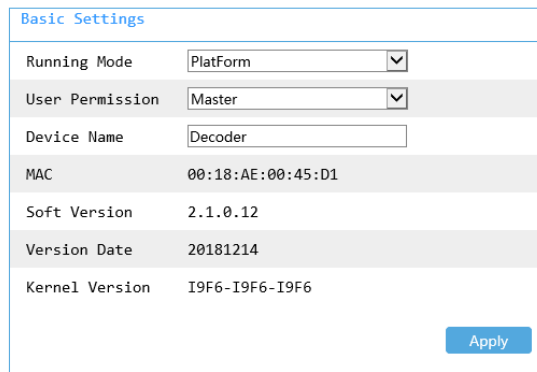 Basic Settings
Running Mode PlatForm
User Permission Master
Device Name Decoder
MAC 00:18:AE:00:45:D1
Soft Version 2.1.0.12
Version Date 20181214
Kernel Version I9F6-I9F6-I9F6
Apply